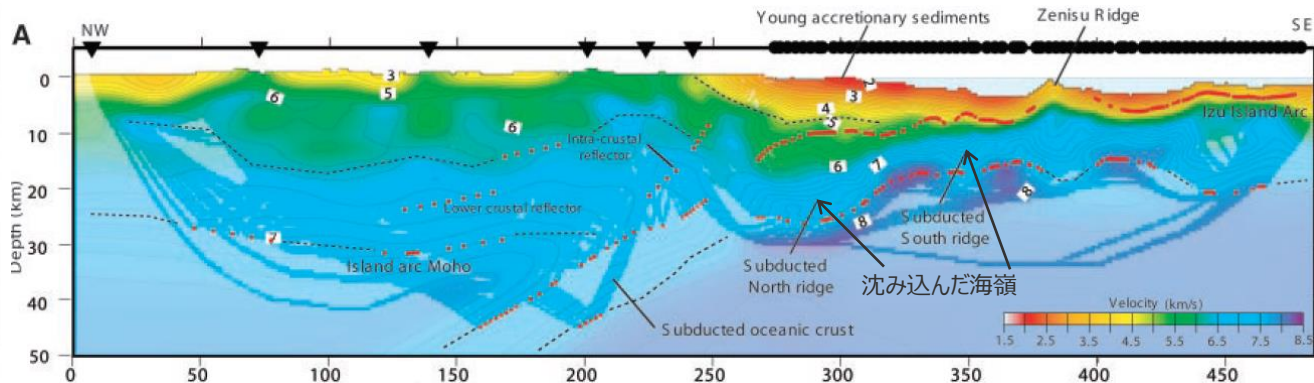 A
NW
Young accretionary sediments
Zenisu Ridge
SE
0
10
20
30
40
50
Depth (km)
3
5
6
6
6
2
3
4
5
6
7
7
8
8
Intra-crustal
reflector
Lower crustal reflector
Island arc Moho
Izu Island Arc
Subducted
South ridge
Subducted
North ridge
沈み込んだ海嶺
Subducted oceanic crust
Velocity (km/s)
1.5 2.5 3.5 4.5 5.5 6.5 7.5 8.5
0 50 100 150 200 250 300 350 400 450